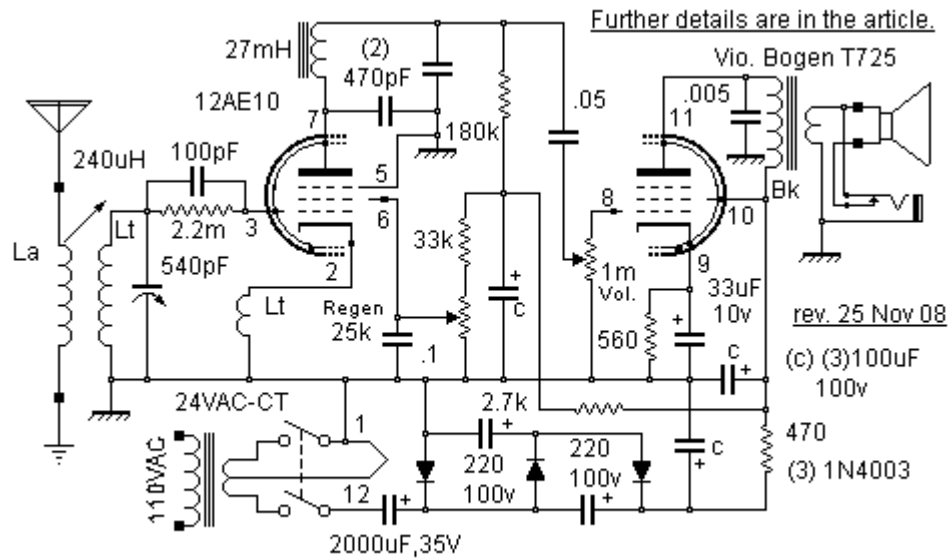 Further details are in the article.
Vio. Bogen T725
27mH
(2)
470pF
12AE10
7
.05
.005
11
180k
240uH
100pF
5
6
8
Bk
10
La
Lt
2.2m
3
33k
540pF
2
9
1m
Vol.
33uF
10v
Lt
Regen
25k
.1
+
c
560
+
rev. 25 Nov 08
c
+
(c) (3)100uF
100v
24VAC-CT
1
2.7k
+
c
+
470
(3) 1N4003
110VAC
12
+
220
100v
220
100v
+
2000uF,35V